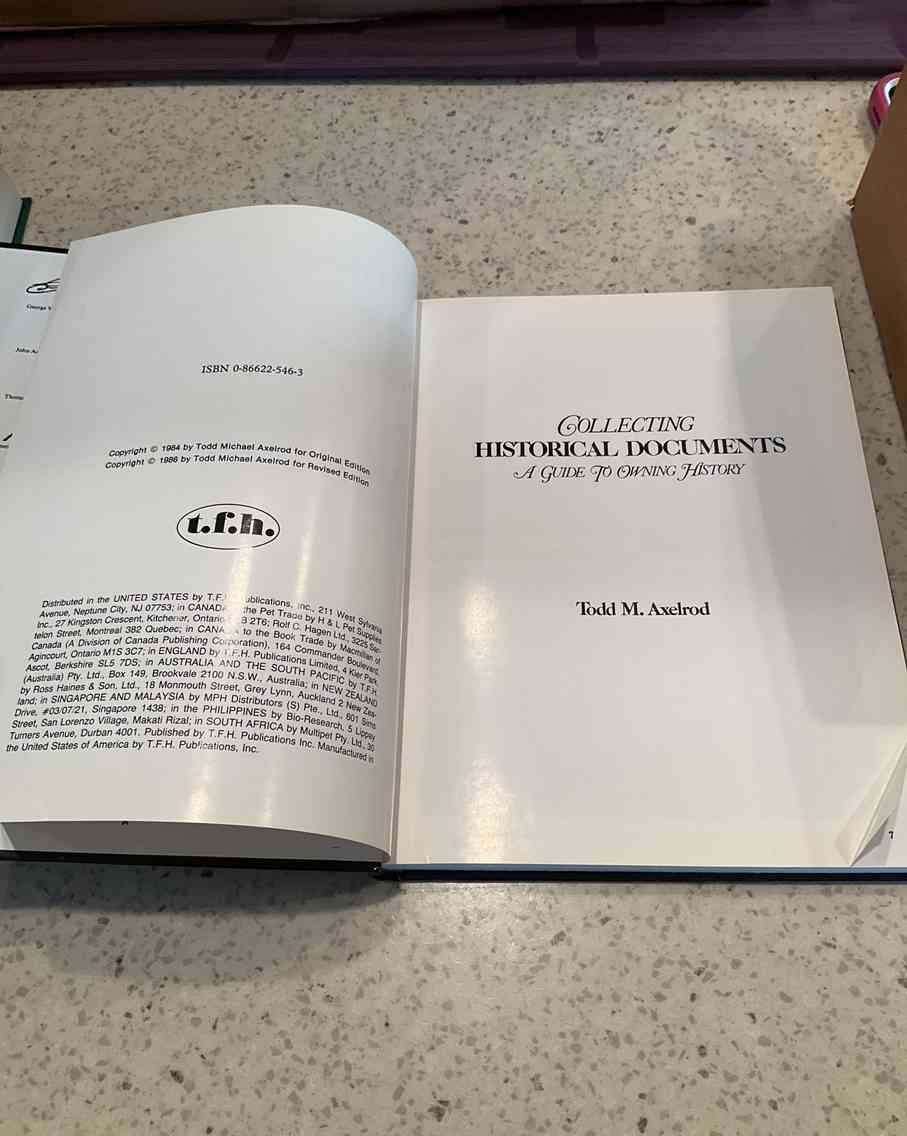 George
John A
Thoma
ISBN 0-86622-546-3
Copyright © 1984 by Todd Michael Axelrod for Original Edition
Copyright © 1986 by Todd Michael Axelrod for Revised Edition
t.f.h.
Distributed in the UNITED STATES by T.F. ublications, Inc., 211 West Sylvania
Avenue, Neptune City, NJ 07753; in CANADA the Pet Trade by H & L Pet Supplies
Inc., 27 Kingston Crescent, Kitchener, Ontario B 2T6; Rolf C. Hagen Ltd., 3225 Sar-
telon Street, Montreal 382 Quebec; in CANA A to the Book Trade by Macmillan of
Canada (A Division of Canada Publishing Corporation), 164 Commander Boulevard,
Agincourt, Ontario M1S 3C7; in ENGLAND by T.F.H. Publications Limited, 4 Kier Park,
Ascot, Berkshire SL5 7DS; in AUSTRALIA AND THE SOUTH PACIFIC by T.F.H.
(Australia) Pty. Ltd., Box 149, Brookvale 2100 N.S.W., Australia; in NEW ZEALAND
by Ross Haines & Son, Ltd., 18 Monmouth Street, Grey Lynn, Auckland 2 New Zea-
land; in SINGAPORE AND MALAYSIA by MPH Distributors (S) Pte., Ltd., 601 Sims
Drive, #03/07/21, Singapore 1438; in the PHILIPPINES by Bio-Research, 5 Lippay
Street, San Lorenzo Village, Makati Rizal; in SOUTH AFRICA by Multipet Pty. Ltd., 30
Turners Avenue, Durban 4001. Published by T.F.H. Publications Inc. Manufactured in
the United States of America by T.F.H. Publications, Inc.
COLLECTING
HISTORICAL DOCUMENTS
A GUIDE TO OWNING HISTORY
Todd M. Axelrod